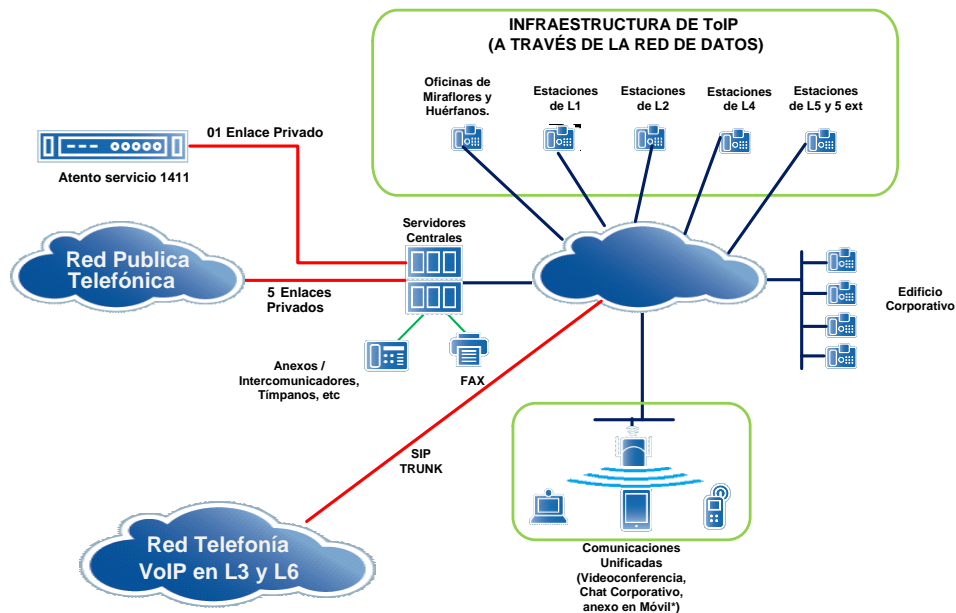 INFRAESTRUCTURA DE ToIP
(A TRAVÉS DE LA RED DE DATOS)
Oficinas de
Miraflores y
Huérfanos.
Estaciones
de L1
Estaciones
de L2
Estaciones
de L4
Estaciones
de L5 y 5 ext
01 Enlace Privado
Atento servicio 1411
Servidores
Centrales
Red Publica
Telefónica
5 Enlaces
Privados
Edificio
Corporativo
Anexos /
Intercomunicadores,
Tímpanos, etc
FAX
SIP
TRUNK
Red Telefonía
VoIP en L3 y L6
Comunicaciones
Unificadas
(Videoconferencia,
Chat Corporativo,
anexo en Móvil*)